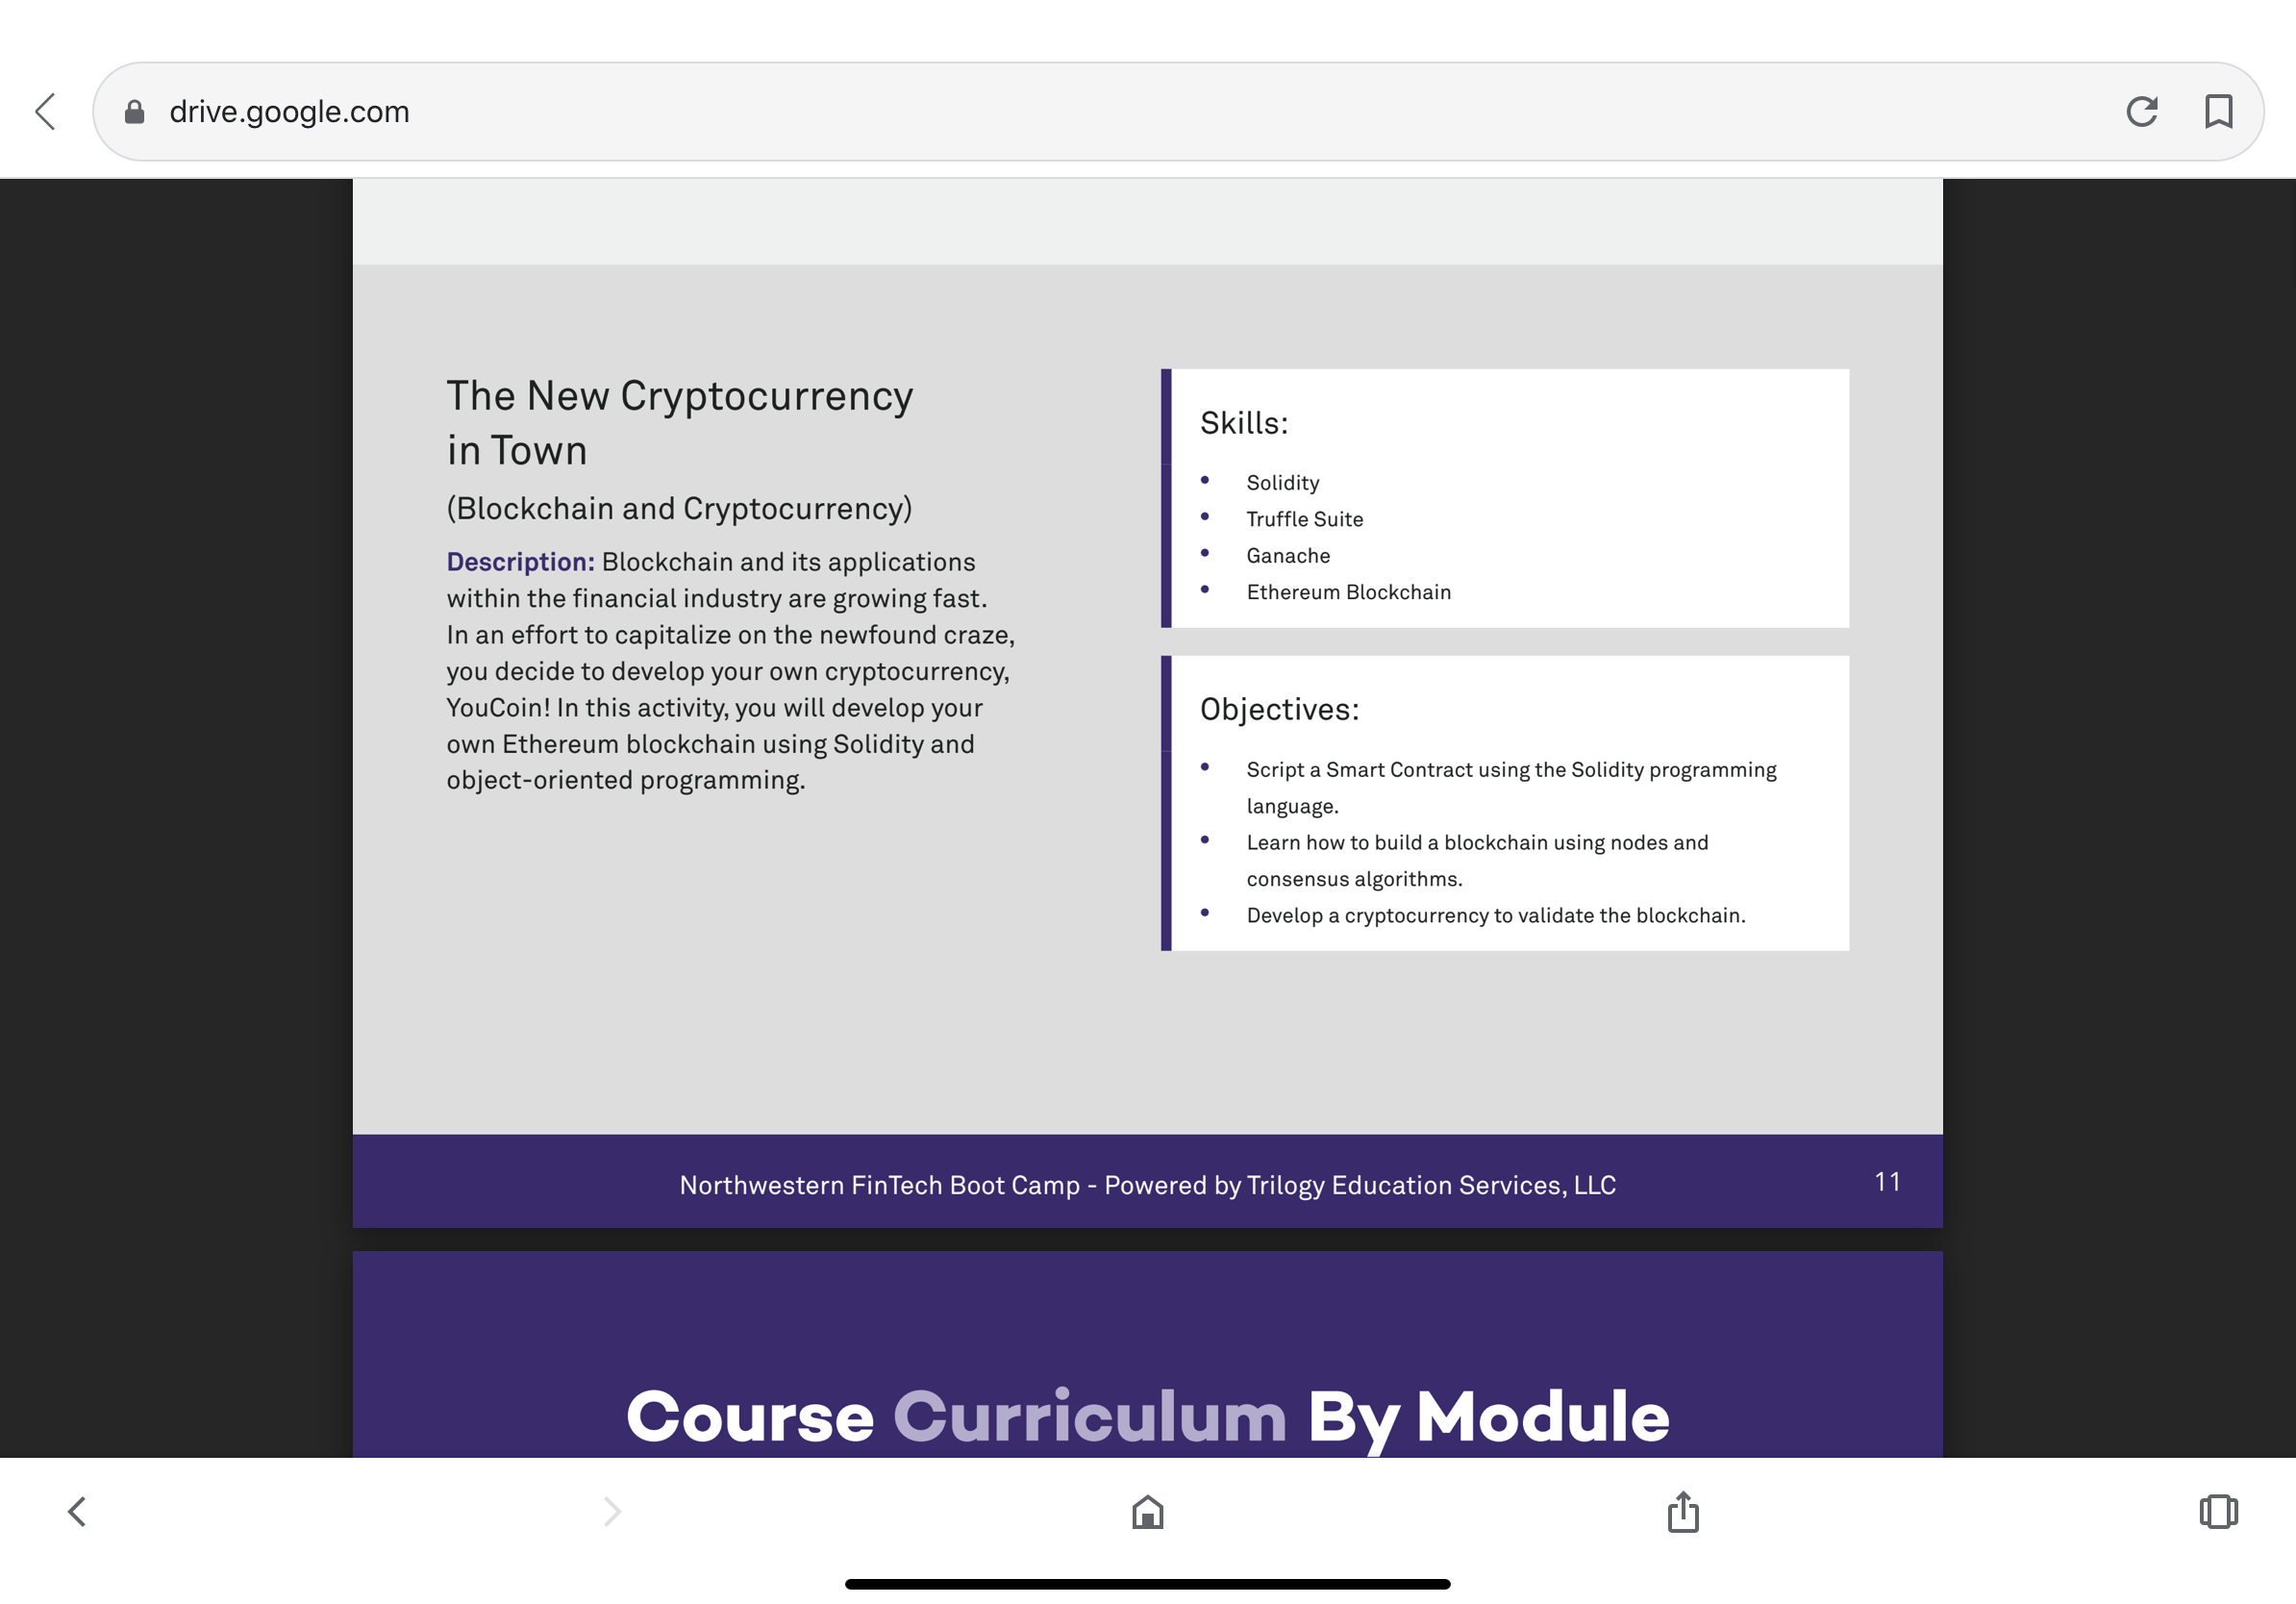 drive.google.com
The New Cryptocurrency
in Town
(Blockchain and Cryptocurrency)
Description: Blockchain and its applications
within the financial industry are growing fast.
In an effort to capitalize on the newfound craze,
you decide to develop your own cryptocurrency,
YouCoin! In this activity, you will develop your
own Ethereum blockchain using Solidity and
object-oriented programming.
Skills:
• Solidity
• Truffle Suite
• Ganache
• Ethereum Blockchain
Objectives:
• Script a Smart Contract using the Solidity programming
language.
• Learn how to build a blockchain using nodes and
consensus algorithms.
• Develop a cryptocurrency to validate the blockchain.
Northwestern FinTech Boot Camp - Powered by Trilogy Education Services, LLC
11
Course Curriculum By Module